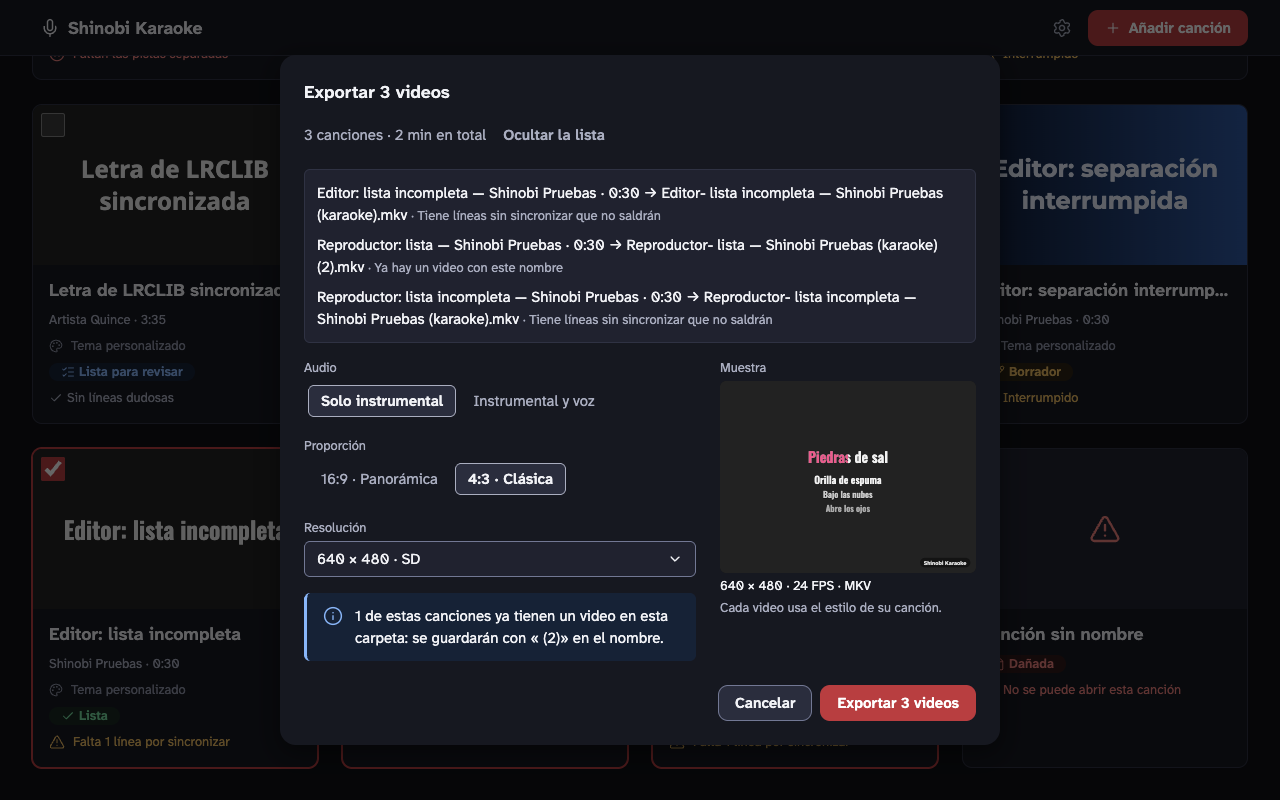 Shinobi Karaoke
Añadir canción
Interrumpido
Letra de LRCLIB
sincronizada
Letra de LRCLIB sincronizad
Artista Quince · 3:35
Tema personalizado
Lista para revisar
Sin líneas dudosas
Editor: separación
interrumpida
itor: separación interrump...
nobi Pruebas · 0:30
Tema personalizado
Borrador
Interrumpido
Exportar 3 videos
3 canciones · 2 min en total Ocultar la lista
Editor: lista incompleta — Shinobi Pruebas · 0:30 → Editor- lista incompleta — Shinobi Pruebas
(karaoke).mkv · Tiene líneas sin sincronizar que no saldrán
Reproductor: lista — Shinobi Pruebas · 0:30 → Reproductor- lista — Shinobi Pruebas (karaoke)
(2).mkv · Ya hay un video con este nombre
Reproductor: lista incompleta — Shinobi Pruebas · 0:30 → Reproductor- lista incompleta —
Shinobi Pruebas (karaoke).mkv · Tiene líneas sin sincronizar que no saldrán
Audio
Solo instrumental Instrumental y voz
Proporción
16:9 · Panorámica 4:3 · Clásica
Resolución
640 × 480 · SD
1 de estas canciones ya tienen un video en esta
carpeta: se guardarán con « (2)» en el nombre.
Muestra
Piedras de sal
Orilla de espuma
Bajo las nubes
Abre los ojos
Shinobi Karaoke
640 × 480 · 24 FPS · MKV
Cada video usa el estilo de su canción.
Cancelar Exportar 3 videos
Editor: lista incompleta
Editor: lista incompleta
Shinobi Pruebas · 0:30
Tema personalizado
Lista
Falta 1 línea por sincronizar
nción sin nombre
Dañada
No se puede abrir esta canción